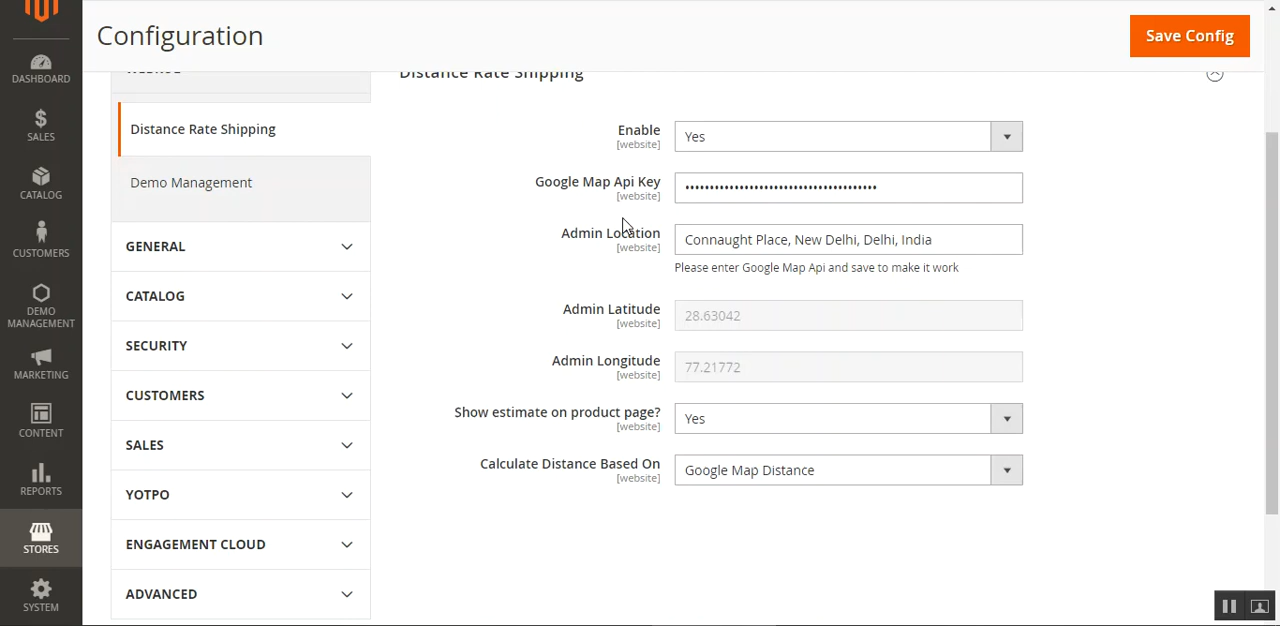 Configuration
Save Config
DASHBOARD
SALES
CATALOG
CUSTOMERS
DEMO
MANAGEMENT
MARKETING
CONTENT
REPORTS
STORES
SYSTEM
Distance Rate Shipping
Demo Management
GENERAL
CATALOG
SECURITY
CUSTOMERS
SALES
YOTPO
ENGAGEMENT CLOUD
ADVANCED
Distance Rate Shipping
Enable
[website]
Yes
Google Map Api Key
[website]
••••••••••••••••••••••••••••••••••••••
Admin Location
[website]
Connaught Place, New Delhi, Delhi, India
Please enter Google Map Api and save to make it work
Admin Latitude
[website]
28.63042
Admin Longitude
[website]
77.21772
Show estimate on product page?
[website]
Yes
Calculate Distance Based On
[website]
Google Map Distance